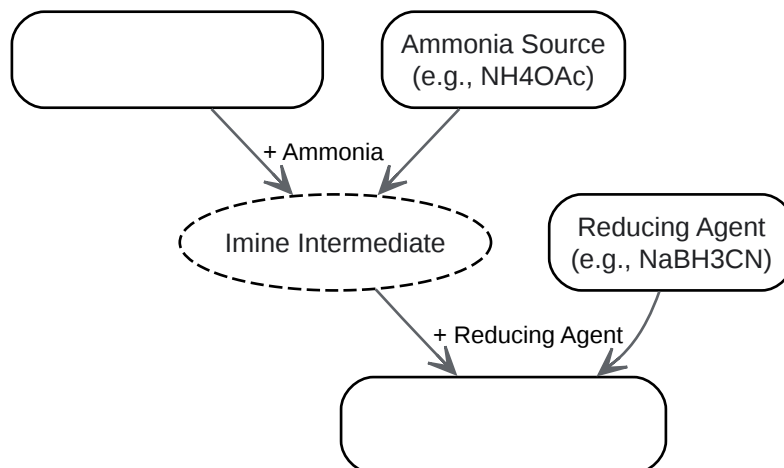 Ammonia Source
(e.g., NH4OAc)
+ Ammonia
Imine Intermediate
Reducing Agent
(e.g., NaBH3CN)
+ Reducing Agent